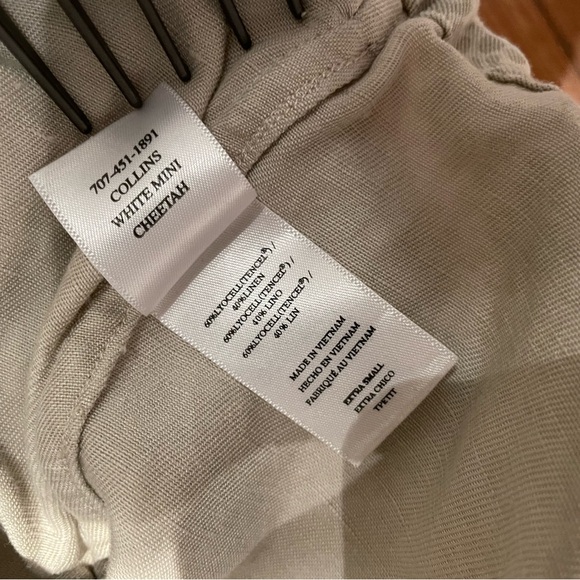 707-451-1891
COLLINS
WHITE MINI
CHEETAH
60%LYOCELL(TENCEL®) /
40%LINEN
60%LYOCELL(TENCEL®) /
40% LINO
60%LYOCELL(TENCEL®) /
40% LIN
MADE IN VIETNAM
HECHO EN VIETNAM
FABRIQUÉ AU VIETNAM
EXTRA SMALL
EXTRA CHICO
TPETIT